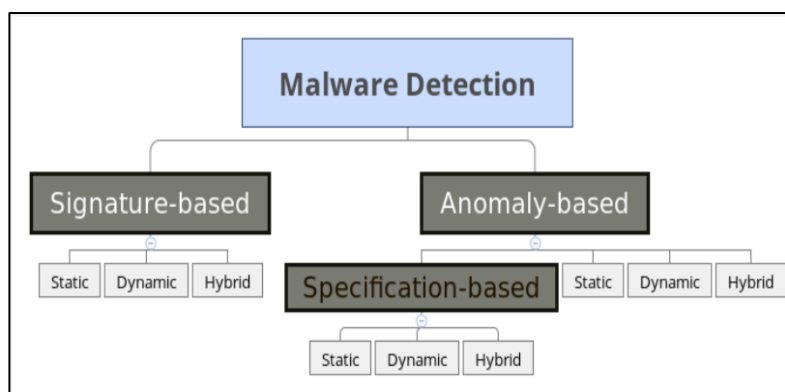 Malware Detection
Signature-based
Anomaly-based
Static
Dynamic
Hybrid
Specification-based
Static
Dynamic
Hybrid
Static
Dynamic
Hybrid